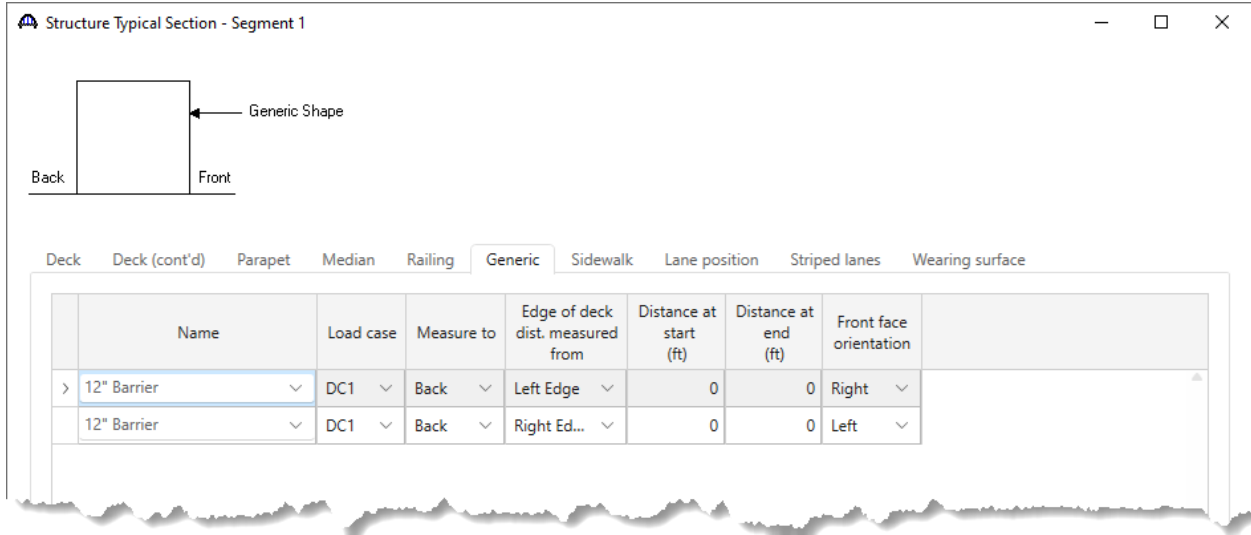 Structure Typical Section - Segment 1
Generic Shape
Back Front
Deck Deck (cont'd) Parapet Median Railing Generic Sidewalk Lane position Striped lanes Wearing surface
Name Load case Measure to Edge of deck dist. measured from Distance at start (ft) Distance at end (ft) Front face orientation
12" Barrier DC1 Back Left Edge 0 0 Right
12" Barrier DC1 Back Right Ed... 0 0 Left